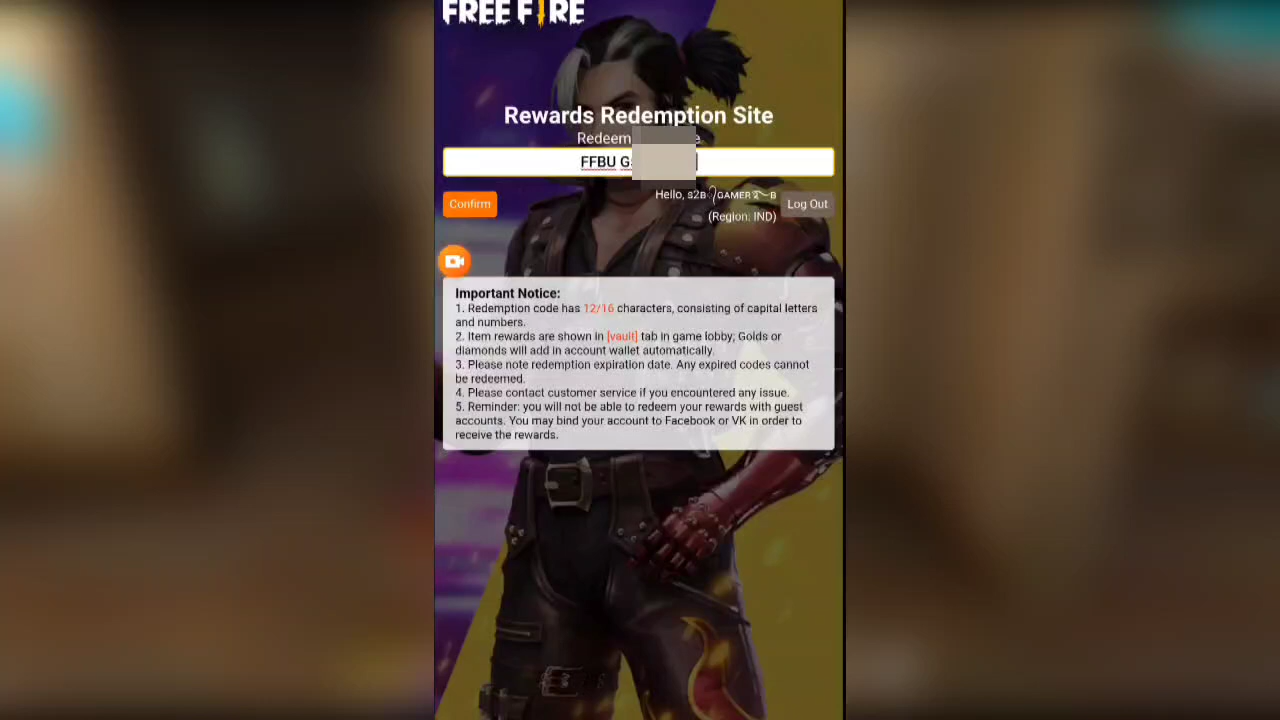 FREE FIRE
Rewards Redemption Site
Redeem
FFBU G
Hello, s2B GAMER B
Confirm
Log Out
(Region: IND)
Important Notice:
1. Redemption code has 12/16 characters, consisting of capital letters
and numbers.
2. Item rewards are shown in [vault] tab in game lobby; Golds or
diamonds will add in account wallet automatically.
3. Please note redemption expiration date. Any expired codes cannot
be redeemed.
4. Please contact customer service if you encountered any issue.
5. Reminder: you will not be able to redeem your rewards with guest
accounts. You may bind your account to Facebook or VK in order to
receive the rewards.